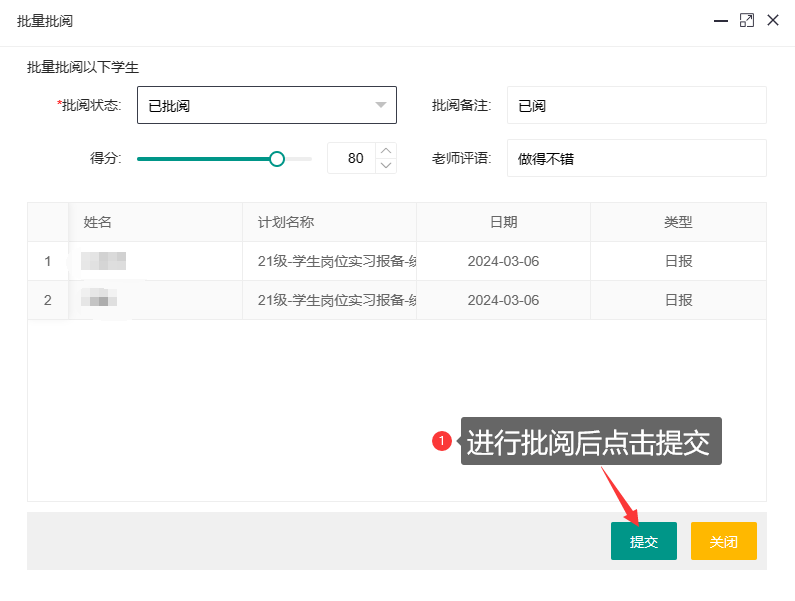 批量批阅
批量批阅以下学生
*批阅状态: 已批阅 批阅备注: 已阅
得分: 80 老师评语: 做得不错
姓名 计划名称 日期 类型
1 21级-学生岗位实习报备- 2024-03-06 日报
2 21级-学生岗位实习报备- 2024-03-06 日报
1 进行批阅后点击提交
提交 关闭